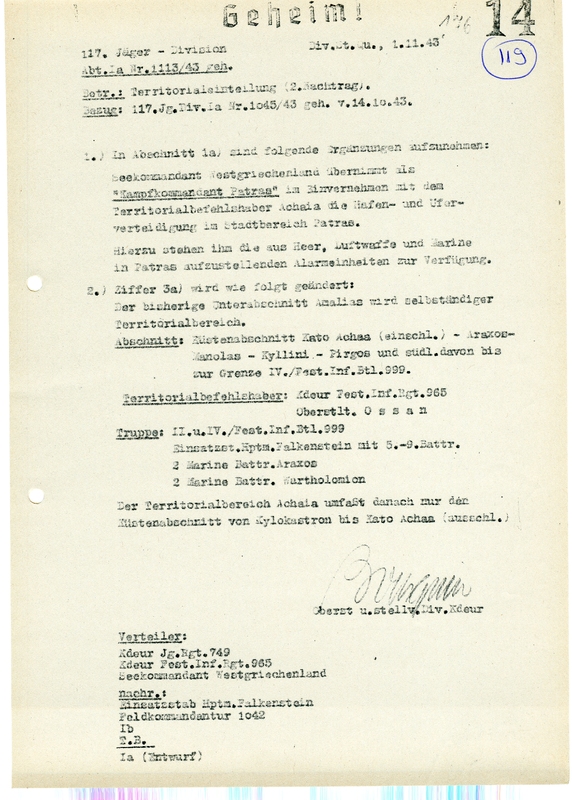 Geheim!
196
14
119
117. Jäger - Division
Div.St.Qu., 1.11.43
Abt.Ia Nr.1113/43 geh.
Betr.: Territorialeinteilung (2.Nachtrag).
Bezug: 117.Jg.Div.Ia Nr.1045/43 geh. v.14.10.43.
1.) In Abschnitt 1a) sind folgende Ergänzungen aufzunehmen:
Seekommandant Westgriechenland übernimmt als
"Kampfkommandant Patras" im Einvernehmen mit dem
Territorialbefehlshaber Achaia die Hafen- und Ufer-
verteidigung im Stadtbereich Patras.
Hierzu stehen ihm die aus Heer, Luftwaffe und Marine
in Patras aufzustellenden Alarmeinheiten zur Verfügung.
2.) Ziffer 3a) wird wie folgt geändert:
Der bisherige Unterabschnitt Amalias wird selbständiger
Territorialbereich.
Abschnitt: Küstenabschnitt Kato Achaa (einschl.) - Araxos-
Manolas - Kyllini - Pirgos und südl.davon bis
zur Grenze IV./Fest.Inf.Btl.999.
Territorialbefehlshaber: Kdeur Fest.Inf.Rgt.965
Oberstlt. O s s a n
Truppe: II.u.IV./Fest.Inf.Btl.999
Einsatzst.Hptm.Falkenstein mit 5.-9.Battr.
2 Marine Battr.Araxos
2 Marine Battr. Wartholomion
Der Territorialbereich Achaia umfaßt danach nur den
Küstenabschnitt von Xylokastron bis Kato Achaa (ausschl.)
Oberst u.stellv.Div.Kdeur
Verteiler:
Kdeur Jg.Rgt.749
Kdeur Fest.Inf.Rgt.965
Seekommandant Westgriechenland
nachr.:
Einsatzstab Hptm.Falkenstein
Feldkommandantur 1042
Ib
T.B.
Ia (Entwurf)